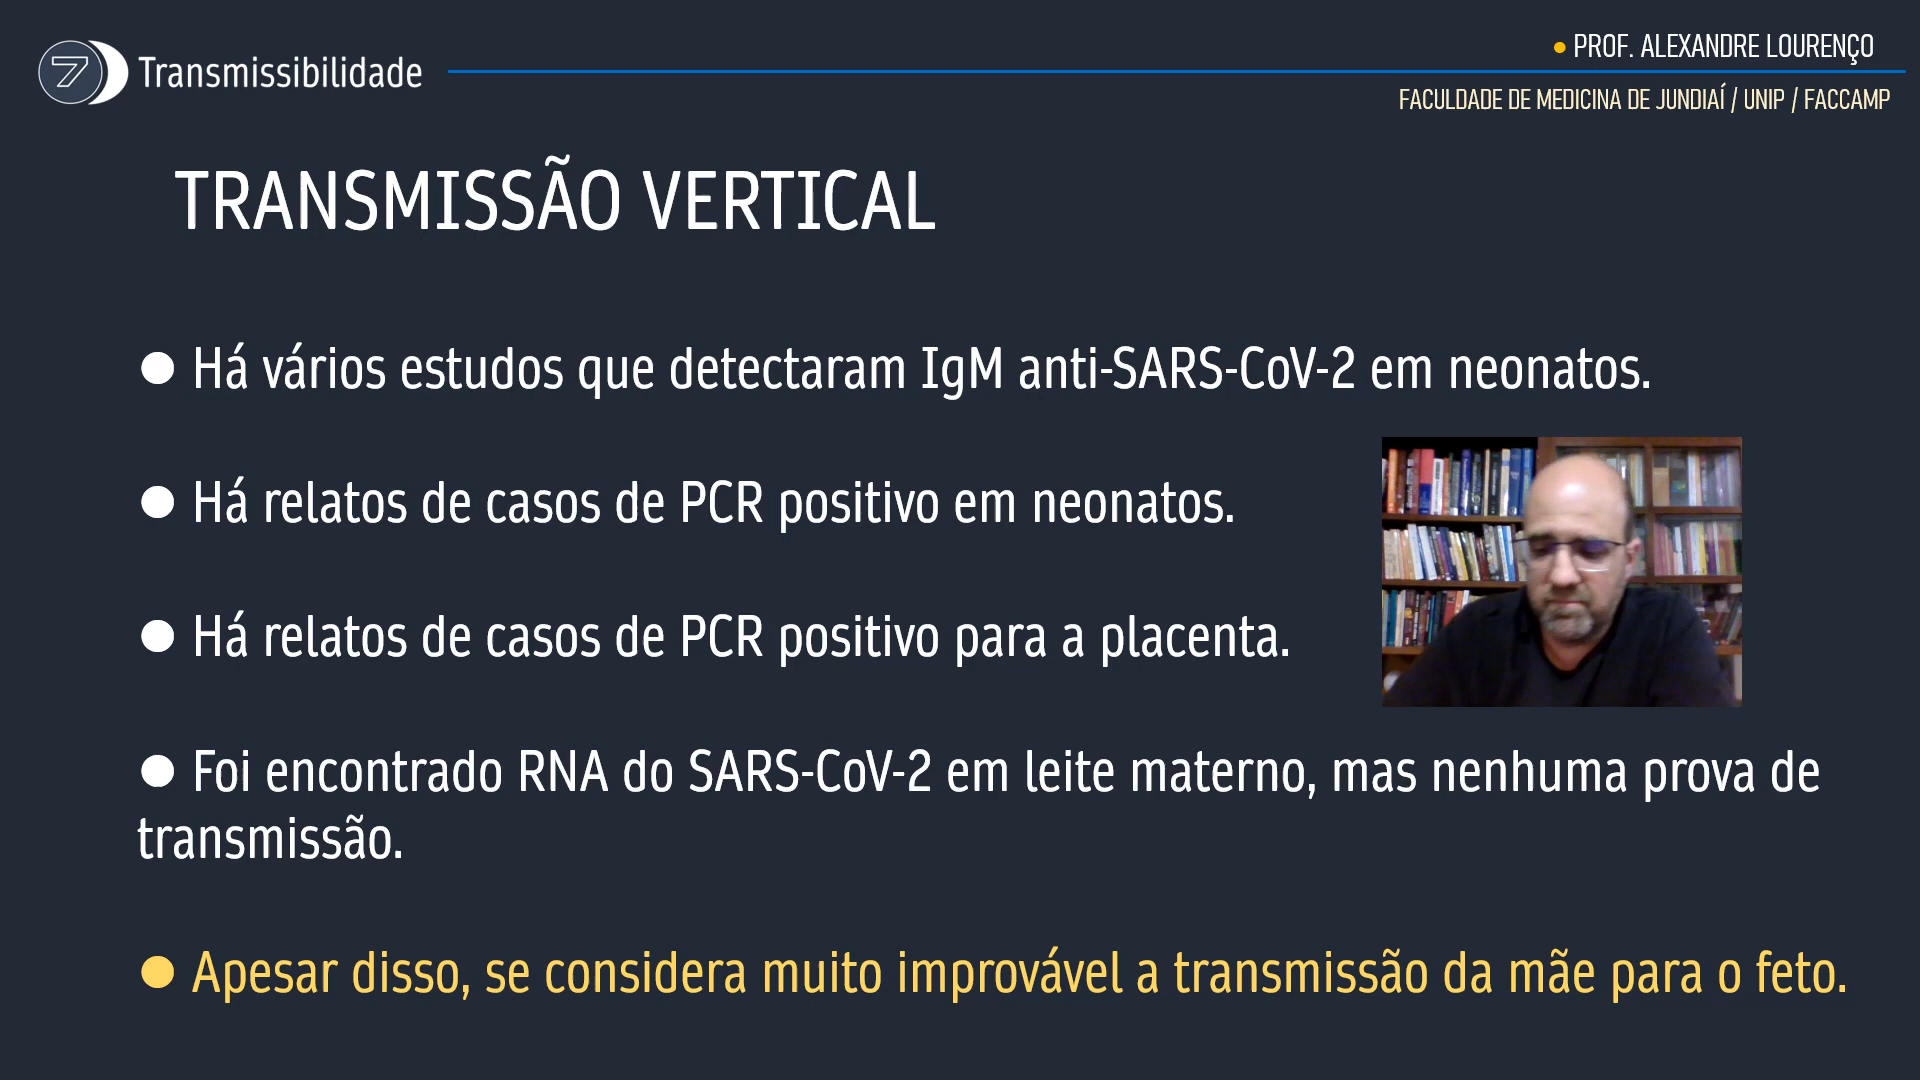 7 Transmissibilidade
• PROF. ALEXANDRE LOURENÇO
FACULDADE DE MEDICINA DE JUNDIAÍ / UNIP / FACCAMP
TRANSMISSÃO VERTICAL
● Há vários estudos que detectaram IgM anti-SARS-CoV-2 em neonatos.
● Há relatos de casos de PCR positivo em neonatos.
● Há relatos de casos de PCR positivo para a placenta.
● Foi encontrado RNA do SARS-CoV-2 em leite materno, mas nenhuma prova de
transmissão.
● Apesar disso, se considera muito improvável a transmissão da mãe para o feto.